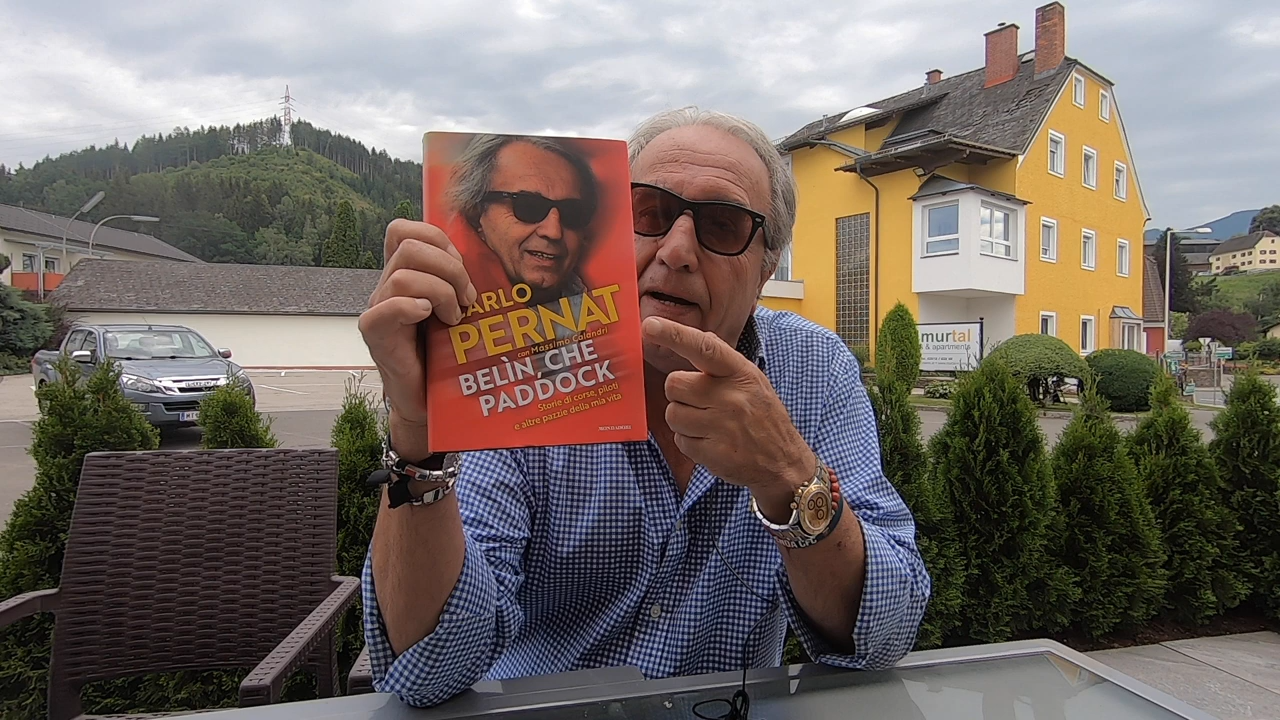 CARLO
PERNAT
con Massimo Calandri
BELÌN, CHE
PADDOCK
Storie di corse, piloti
e altre pazzie della mia vita
MONDADORI
murtal
& apartments